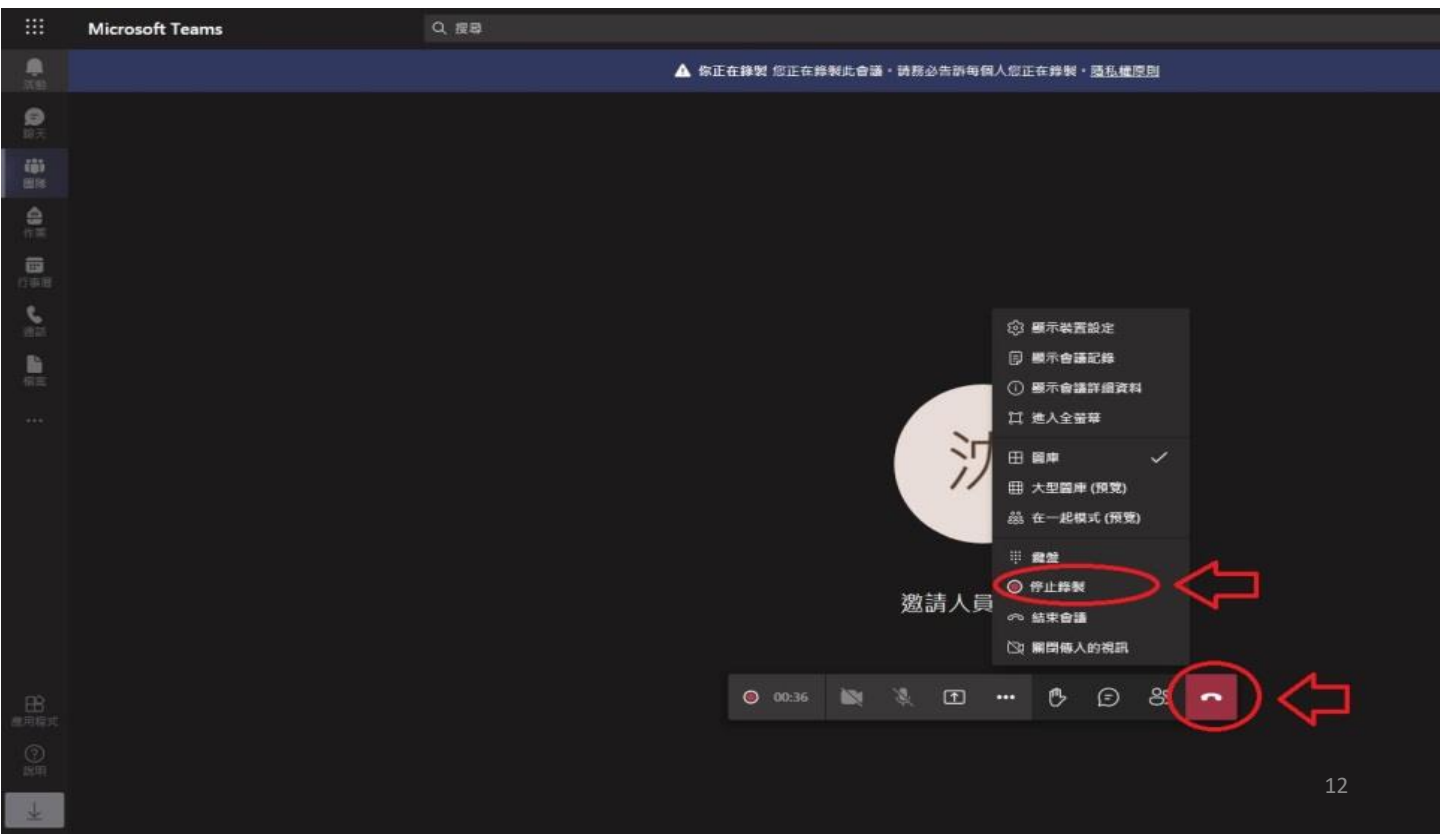 Microsoft Teams
搜尋
你正在錄製 您正在錄製此會議。請務必告訴每個人您正在錄製。隱私權原則
活動
聊天
團隊
作業
行事曆
通話
檔案
顯示裝置設定
顯示會議記錄
顯示會議詳細資料
進入全螢幕
圖庫
大型圖庫 (預覽)
在一起模式 (預覽)
鍵盤
停止錄製
結束會議
關閉傳入的視訊
邀請人員
00:36
應用程式
說明
12